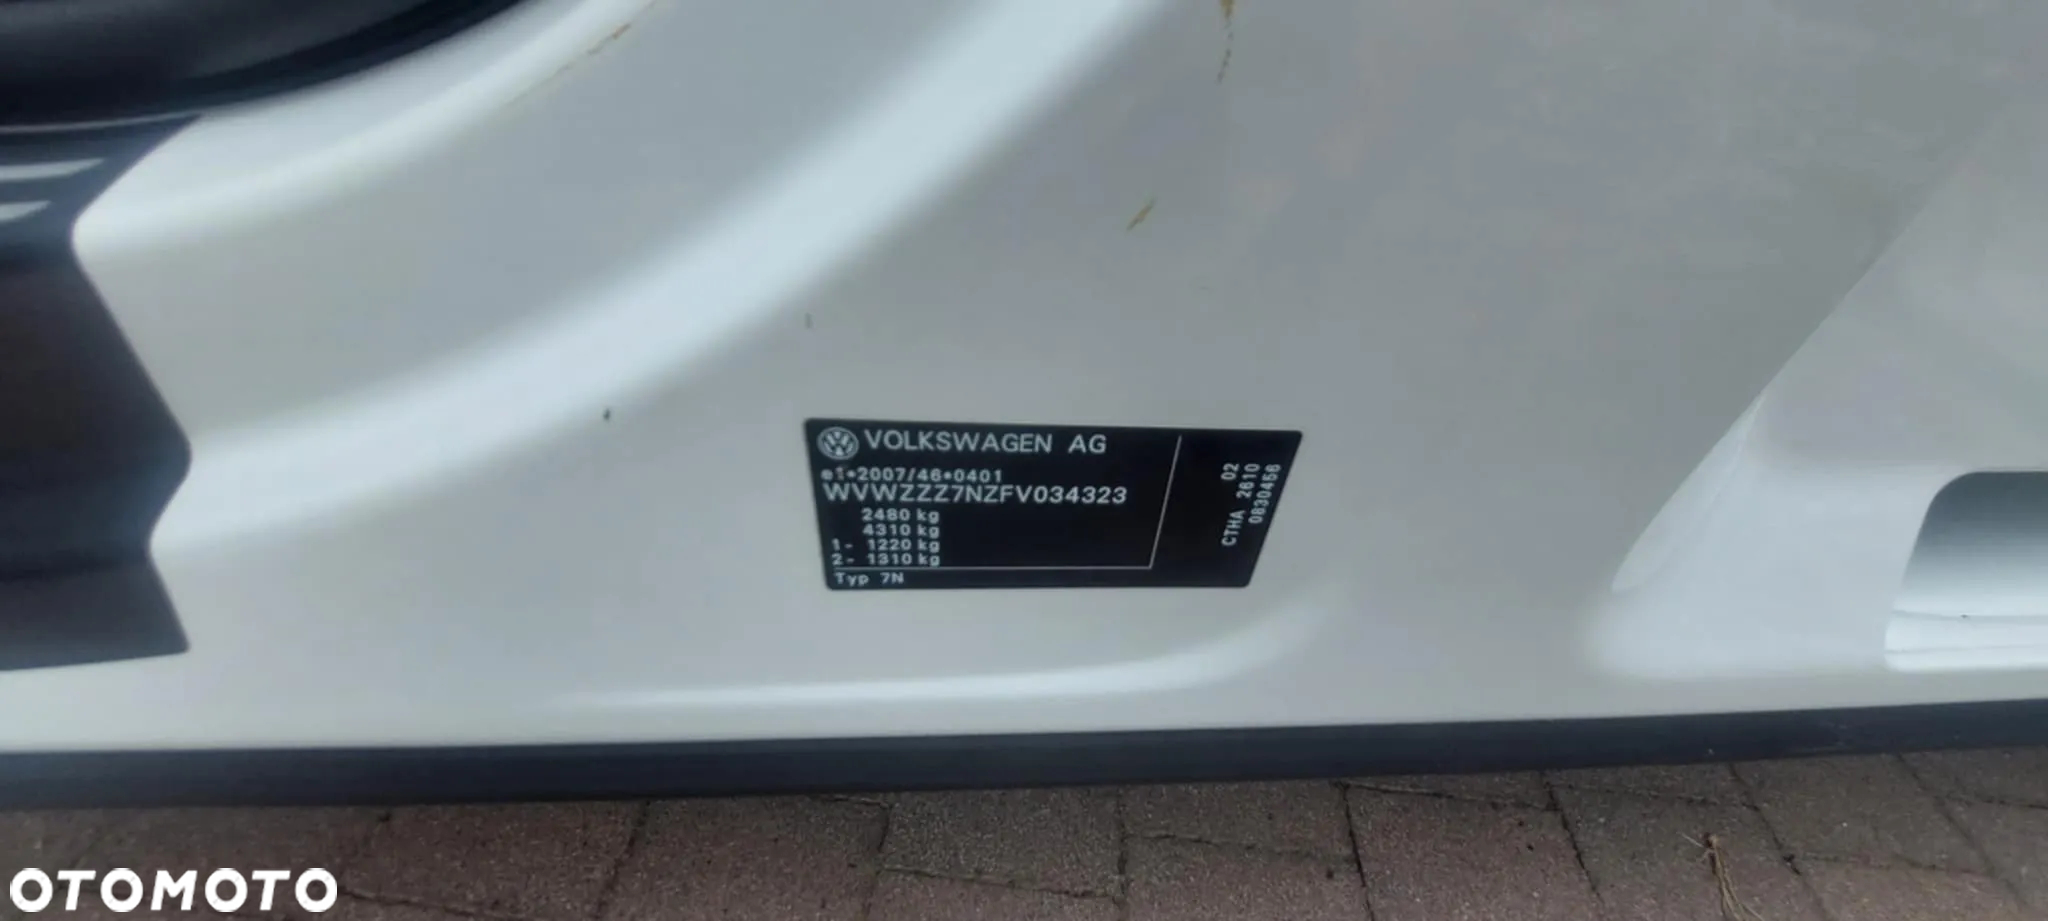 VOLKSWAGEN AG
e1*2007/46*0401
WVWZZZ7NZFV034323
2480 kg
4310 kg
1- 1220 kg
2- 1310 kg
Typ 7N
CTHA 2610 02
0830456
OTOMOTO